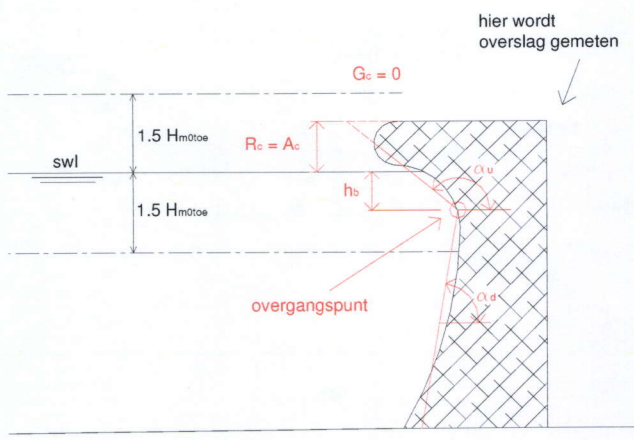 hier wordt
overslag gemeten
Gc = 0
1.5 Hm0toe
Rc = Ac
swl
αu
hb
1.5 Hm0toe
αd
overgangspunt